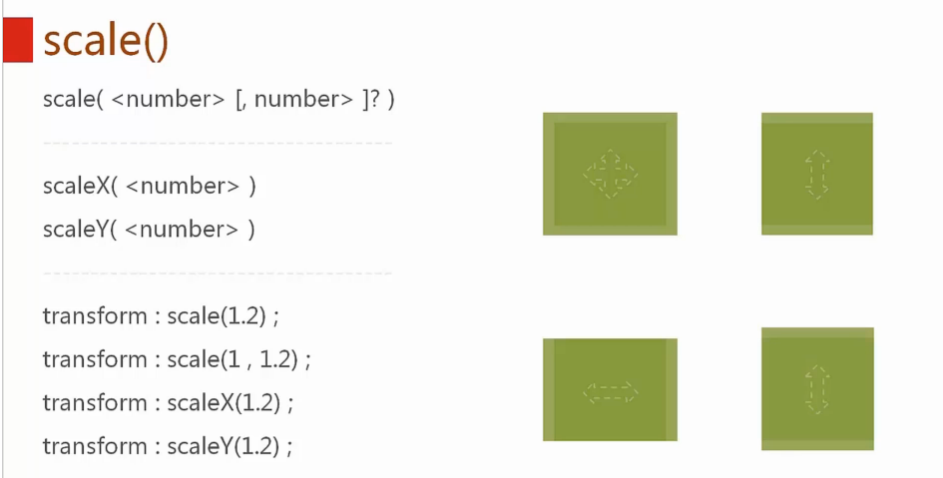 scale()
scale( <number> [, number> ]? )
scaleX( <number> )
scaleY( <number> )
transform : scale(1.2) ;
transform : scale(1 , 1.2) ;
transform : scaleX(1.2) ;
transform : scaleY(1.2) ;